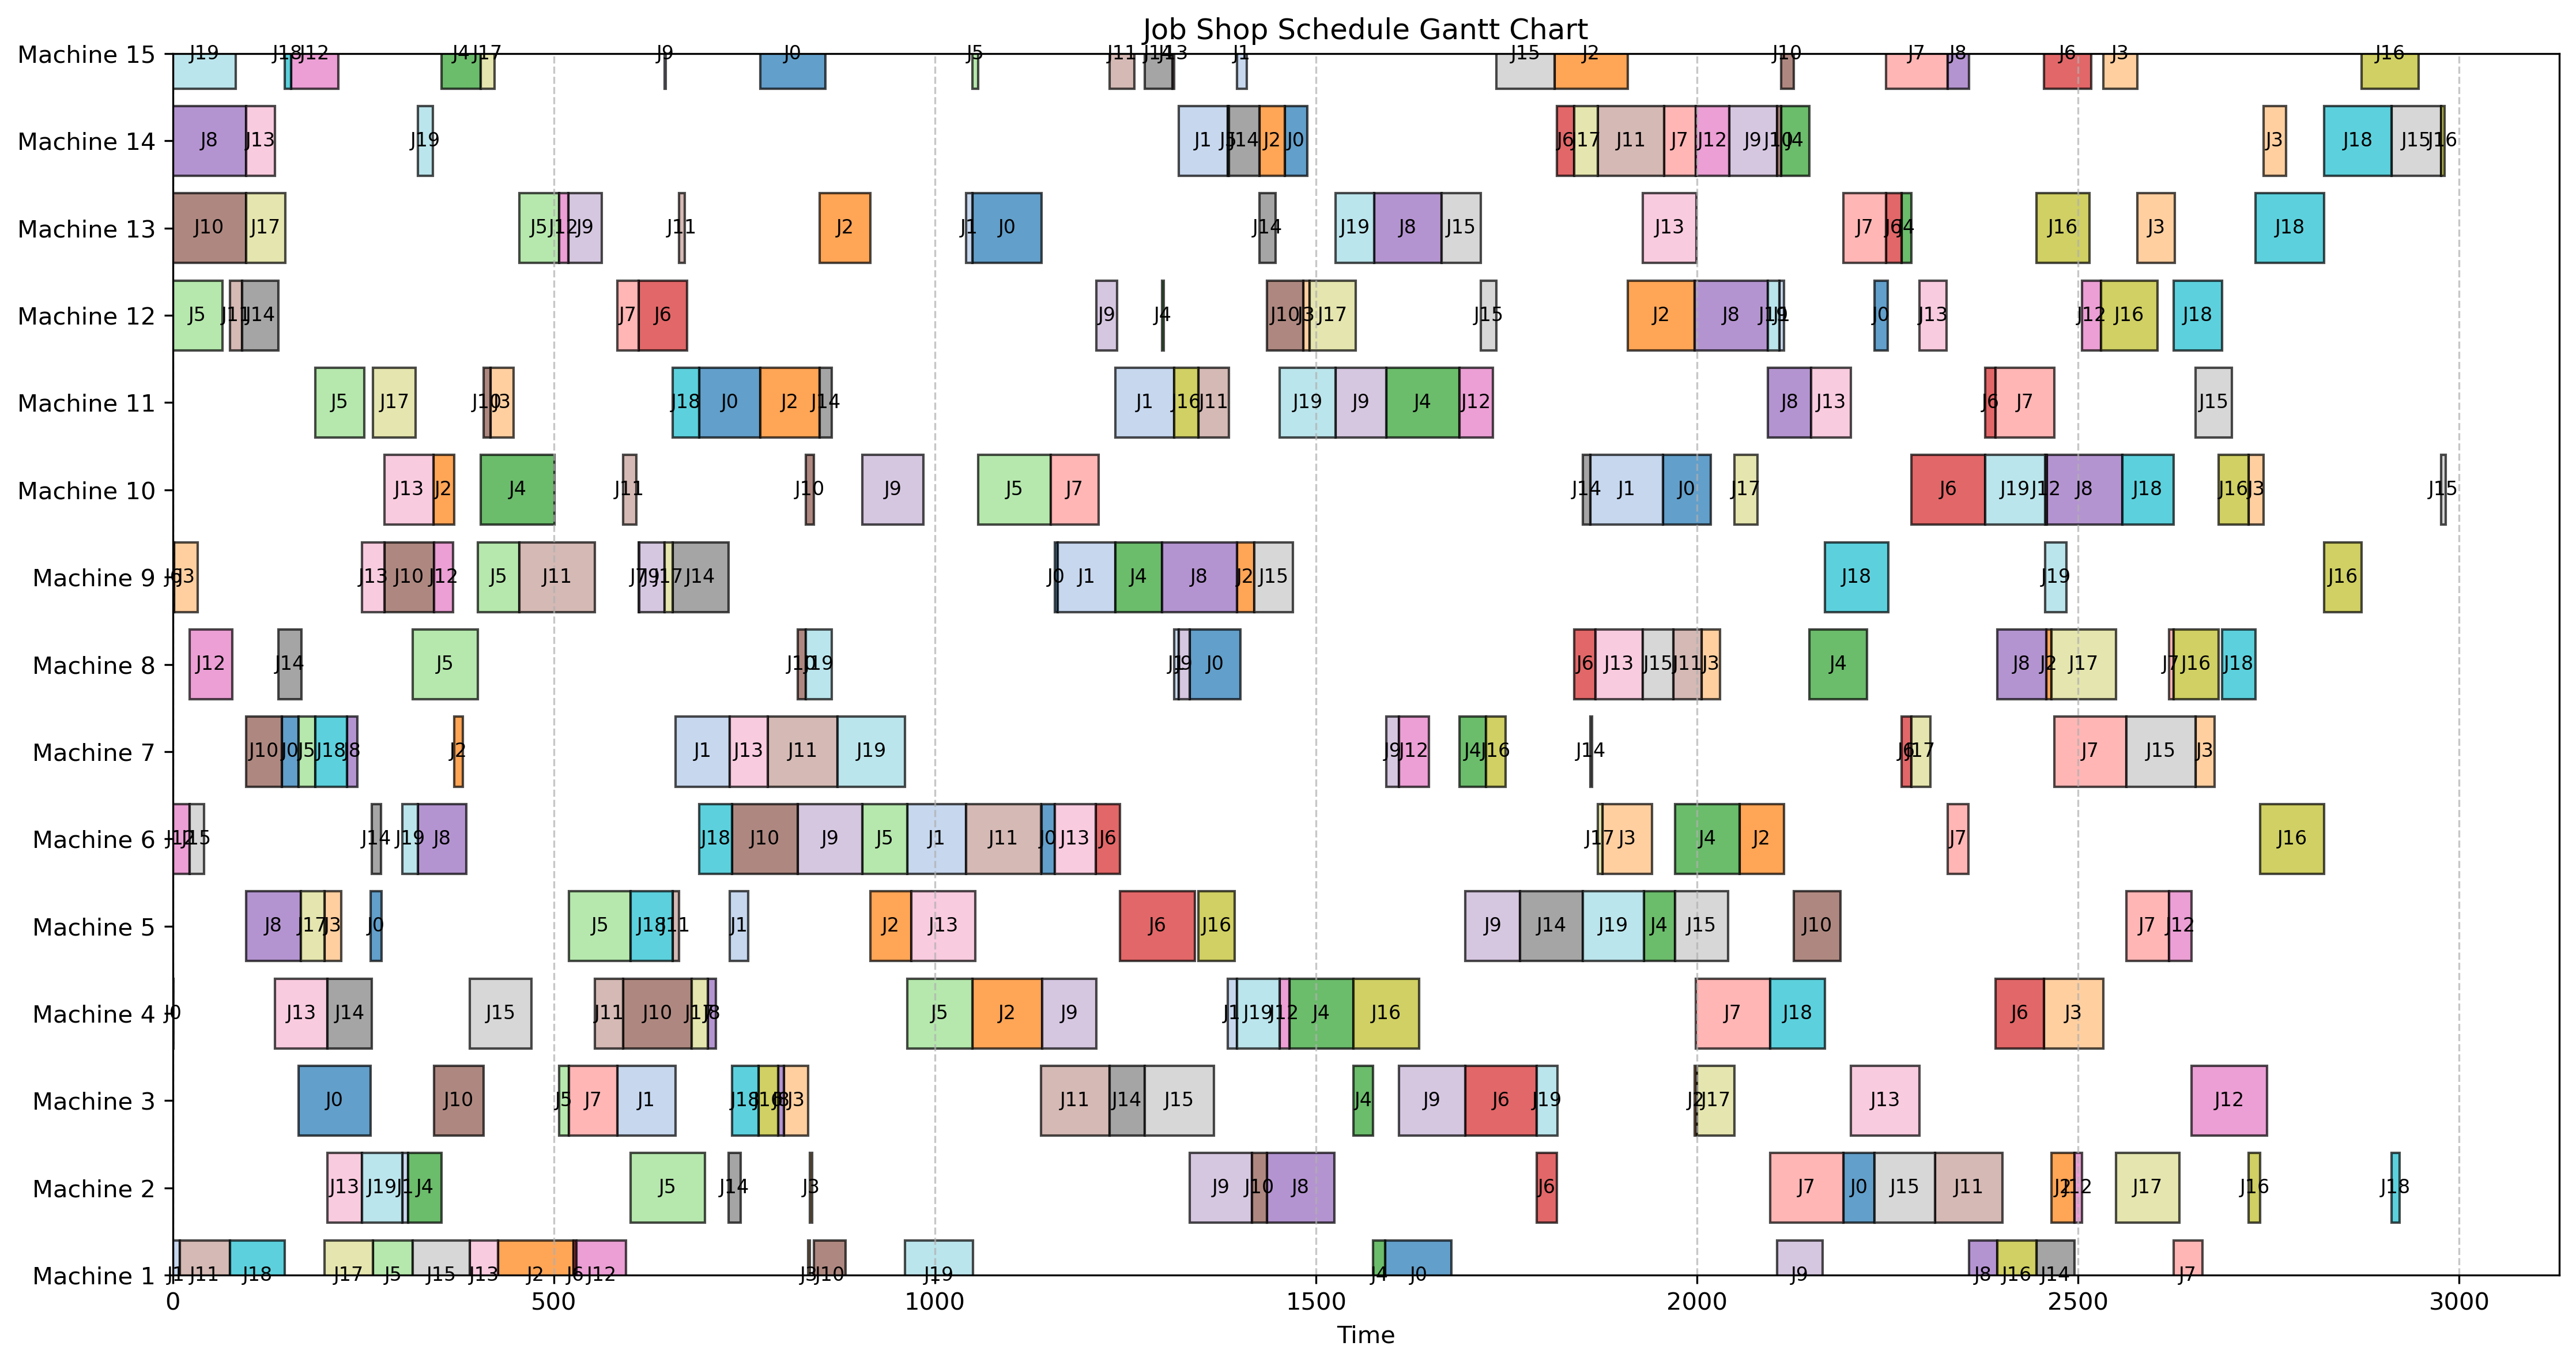 Job Shop Schedule Gantt Chart
Machine 15 J19 J18 J12 J4 J17 J9 J0 J5 J11 J14 J13 J1 J15 J2 J10 J7 J8 J6 J3 J16
Machine 14 J8 J13 J19 J1 J5 J14 J2 J0 J6 J17 J11 J7 J12 J9 J10 J4 J3 J18 J15 J16
Machine 13 J10 J17 J5 J12 J9 J11 J2 J1 J0 J14 J19 J8 J15 J13 J7 J6 J4 J16 J3 J18
Machine 12 J5 J11 J14 J7 J6 J9 J4 J10 J3 J17 J15 J2 J8 J19 J1 J0 J13 J12 J16 J18
Machine 11 J5 J17 J10 J3 J18 J0 J2 J14 J1 J16 J11 J19 J9 J4 J12 J8 J13 J6 J7 J15
Machine 10 J13 J2 J4 J11 J10 J9 J5 J7 J14 J1 J0 J17 J6 J19 J12 J8 J18 J16 J3 J15
Machine 9 J6 J3 J13 J10 J12 J5 J11 J7 J9 J17 J14 J0 J1 J4 J8 J2 J15 J18 J19 J16
Machine 8 J12 J14 J5 J10 J19 J1 J9 J0 J6 J13 J15 J11 J3 J4 J8 J2 J17 J7 J16 J18
Machine 7 J10 J0 J5 J18 J8 J2 J1 J13 J11 J19 J9 J12 J4 J16 J14 J6 J17 J7 J15 J3
Machine 6 J12 J15 J14 J19 J8 J18 J10 J9 J5 J1 J11 J0 J13 J6 J17 J3 J4 J2 J7 J16
Machine 5 J8 J17 J3 J0 J5 J18 J11 J1 J2 J13 J6 J16 J9 J14 J19 J4 J15 J10 J7 J12
Machine 4 J0 J13 J14 J15 J11 J10 J17 J8 J5 J2 J9 J1 J19 J12 J4 J16 J7 J18 J6 J3
Machine 3 J0 J10 J5 J7 J1 J18 J16 J8 J3 J11 J14 J15 J4 J9 J6 J19 J2 J17 J13 J12
Machine 2 J13 J19 J1 J4 J5 J14 J3 J9 J10 J8 J6 J7 J0 J15 J11 J2 J12 J17 J16 J18
Machine 1 J1 J11 J18 J17 J5 J15 J13 J2 J6 J12 J3 J10 J19 J4 J0 J9 J8 J16 J14 J7
0 500 1000 1500 2000 2500 3000
Time